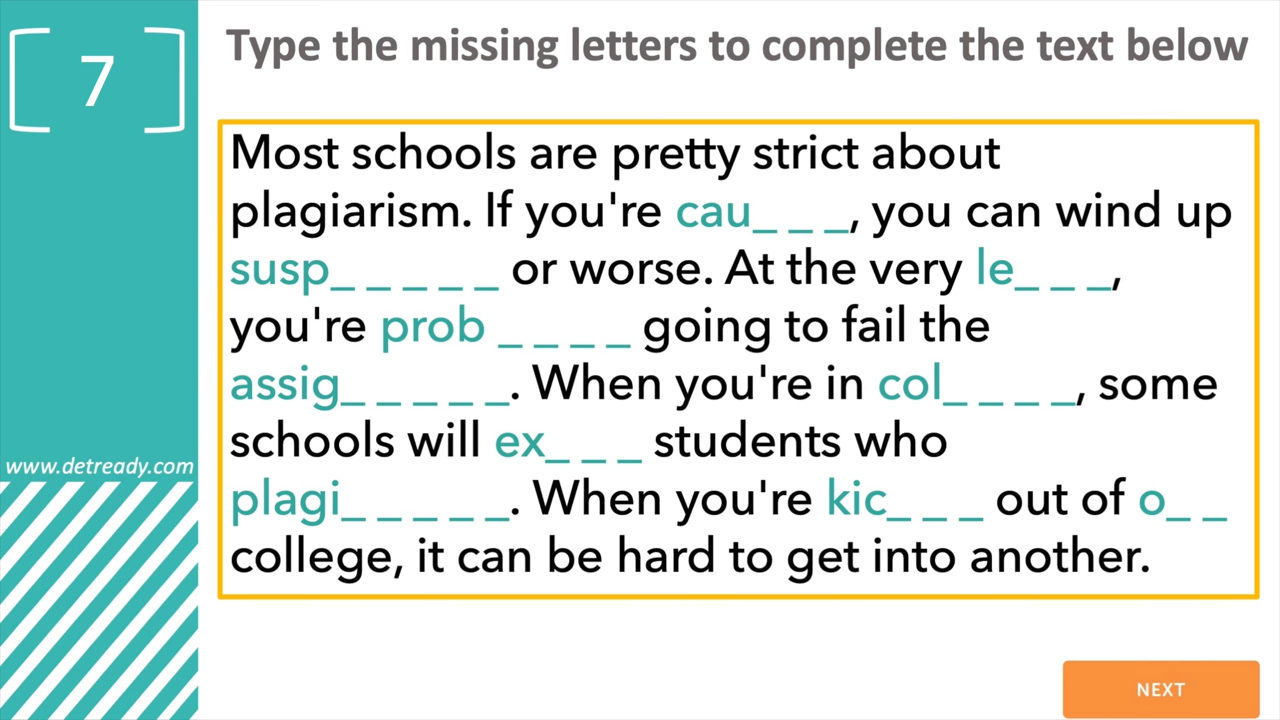 7
Type the missing letters to complete the text below
Most schools are pretty strict about
plagiarism. If you're cau_ _ _, you can wind up
susp_ _ _ _ _ or worse. At the very le_ _ _,
you're prob _ _ _ _ going to fail the
assig_ _ _ _ _. When you're in col_ _ _ _, some
schools will ex_ _ _ students who
plagi_ _ _ _ _. When you're kic_ _ _ out of o_ _
college, it can be hard to get into another.
www.detready.com
NEXT